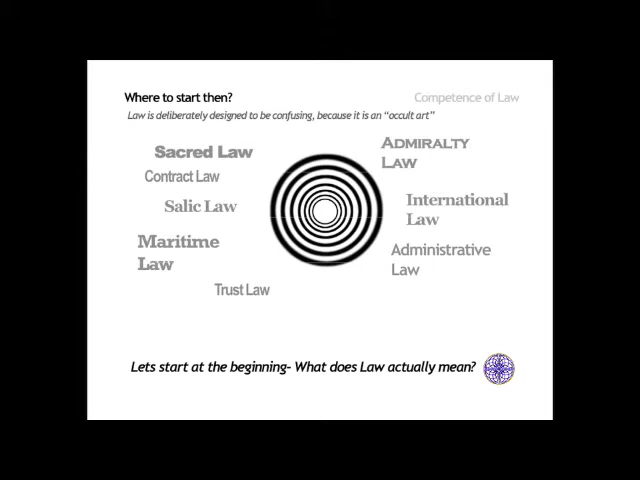 Where to start then?
Competence of Law
Law is deliberately designed to be confusing, because it is an “occult art”
Sacred Law
Contract Law
Salic Law
Maritime
Law
Trust Law
Admiralty
Law
International
Law
Administrative
Law
Lets start at the beginning- What does Law actually mean?